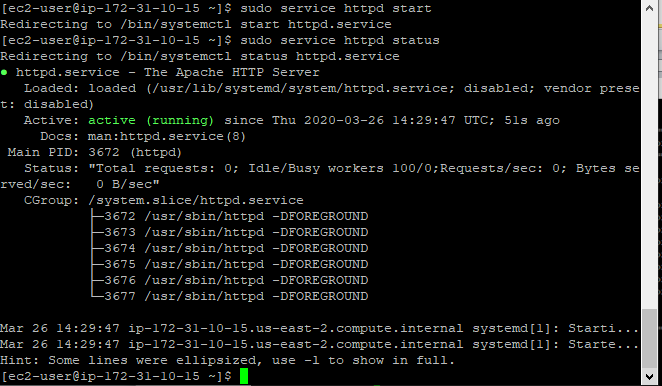 [ec2-user@ip-172-31-10-15 ~]$ sudo service httpd start
Redirecting to /bin/systemctl start httpd.service
[ec2-user@ip-172-31-10-15 ~]$ sudo service httpd status
Redirecting to /bin/systemctl status httpd.service
● httpd.service - The Apache HTTP Server
   Loaded: loaded (/usr/lib/systemd/system/httpd.service; disabled; vendor prese
t: disabled)
   Active: active (running) since Thu 2020-03-26 14:29:47 UTC; 51s ago
     Docs: man:httpd.service(8)
 Main PID: 3672 (httpd)
   Status: "Total requests: 0; Idle/Busy workers 100/0;Requests/sec: 0; Bytes se
rved/sec:   0 B/sec"
   CGroup: /system.slice/httpd.service
           ├─3672 /usr/sbin/httpd -DFOREGROUND
           ├─3673 /usr/sbin/httpd -DFOREGROUND
           ├─3674 /usr/sbin/httpd -DFOREGROUND
           ├─3675 /usr/sbin/httpd -DFOREGROUND
           ├─3676 /usr/sbin/httpd -DFOREGROUND
           └─3677 /usr/sbin/httpd -DFOREGROUND

Mar 26 14:29:47 ip-172-31-10-15.us-east-2.compute.internal systemd[1]: Starti...
Mar 26 14:29:47 ip-172-31-10-15.us-east-2.compute.internal systemd[1]: Starte...
Hint: Some lines were ellipsized, use -l to show in full.
[ec2-user@ip-172-31-10-15 ~]$